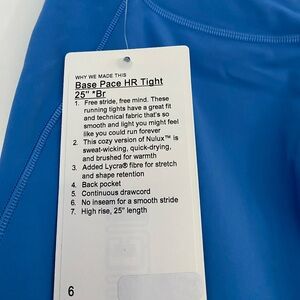 WHY WE MADE THIS
Base Pace HR Tight
25" *Br
1. Free stride, free mind. These
running tights have a great fit
and technical fabric that's so
smooth and light you might feel
like you could run forever
2. This cozy version of Nulux™ is
sweat-wicking, quick-drying,
and brushed for warmth
3. Added Lycra® fibre for stretch
and shape retention
4. Back pocket
5. Continuous drawcord
6. No inseam for a smooth stride
7. High rise, 25" length
6